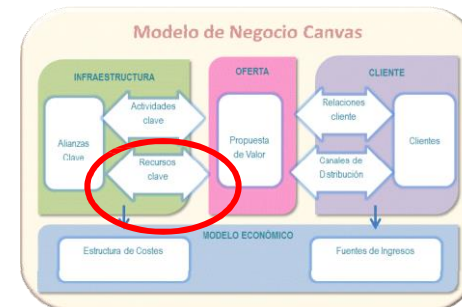 Modelo de Negocio Canvas
INFRAESTRUCTURA
OFERTA
CLIENTE
Actividades
clave
Relaciones
cliente
Alianzas
Clave
Propuesta
de Valor
Clientes
Recursos
clave
Canales de
Distribución
MODELO ECONÓMICO
Estructura de Costes
Fuentes de Ingresos